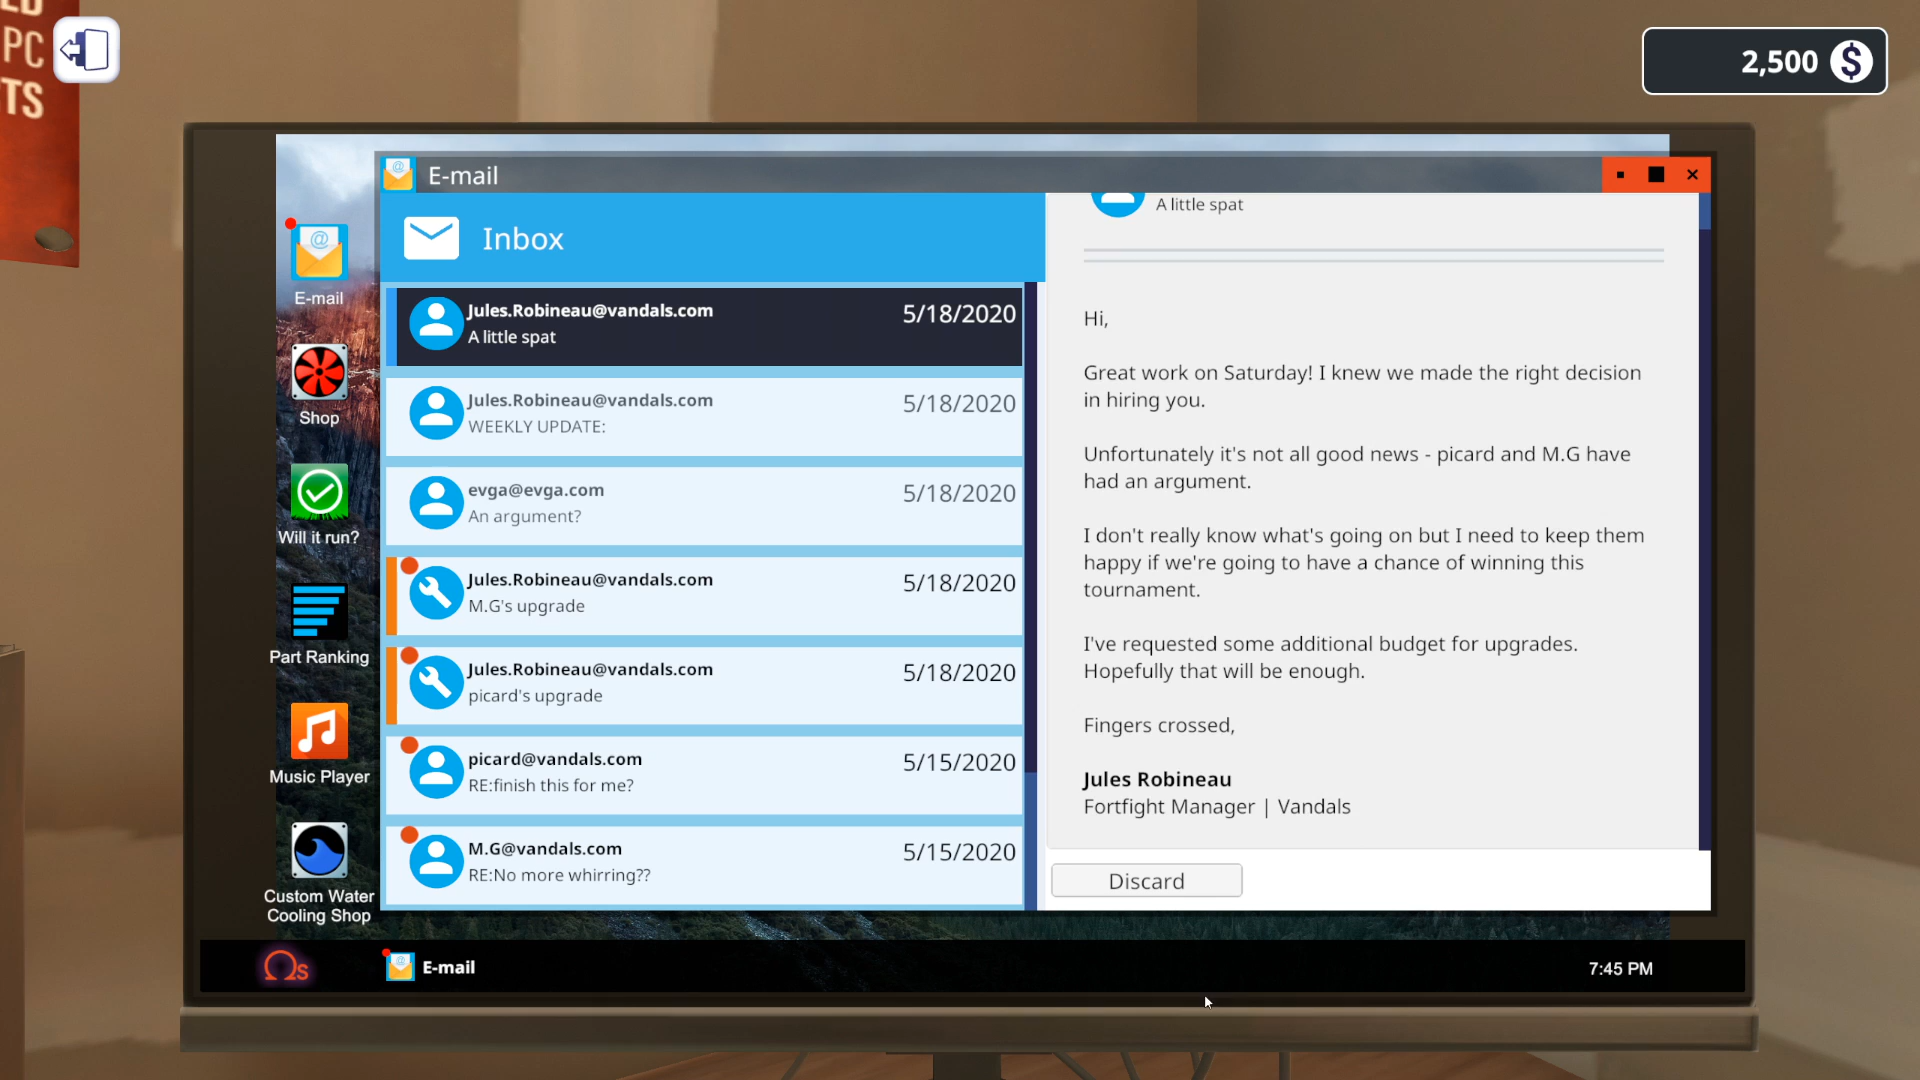 PC
TS
2,500 $
E-mail
Inbox
Jules.Robineau@vandals.com 5/18/2020
A little spat
Jules.Robineau@vandals.com 5/18/2020
WEEKLY UPDATE:
evga@evga.com 5/18/2020
An argument?
Jules.Robineau@vandals.com 5/18/2020
M.G's upgrade
Jules.Robineau@vandals.com 5/18/2020
picard's upgrade
picard@vandals.com 5/15/2020
RE:finish this for me?
M.G@vandals.com 5/15/2020
RE:No more whirring??
A little spat
Hi,
Great work on Saturday! I knew we made the right decision
in hiring you.
Unfortunately it's not all good news - picard and M.G have
had an argument.
I don't really know what's going on but I need to keep them
happy if we're going to have a chance of winning this
tournament.
I've requested some additional budget for upgrades.
Hopefully that will be enough.
Fingers crossed,
Jules Robineau
Fortfight Manager | Vandals
Discard
E-mail
Shop
Will it run?
Part Ranking
Music Player
Custom Water
Cooling Shop
Ωs
E-mail
7:45 PM